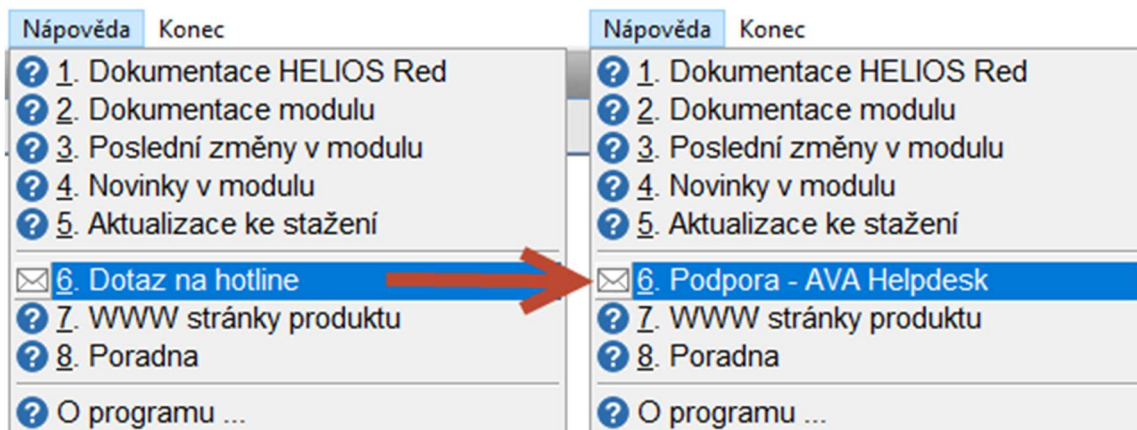 Nápověda Konec
1. Dokumentace HELIOS Red
2. Dokumentace modulu
3. Poslední změny v modulu
4. Novinky v modulu
5. Aktualizace ke stažení
6. Dotaz na hotline
7. WWW stránky produktu
8. Poradna
O programu ...
Nápověda Konec
1. Dokumentace HELIOS Red
2. Dokumentace modulu
3. Poslední změny v modulu
4. Novinky v modulu
5. Aktualizace ke stažení
6. Podpora - AVA Helpdesk
7. WWW stránky produktu
8. Poradna
O programu ...